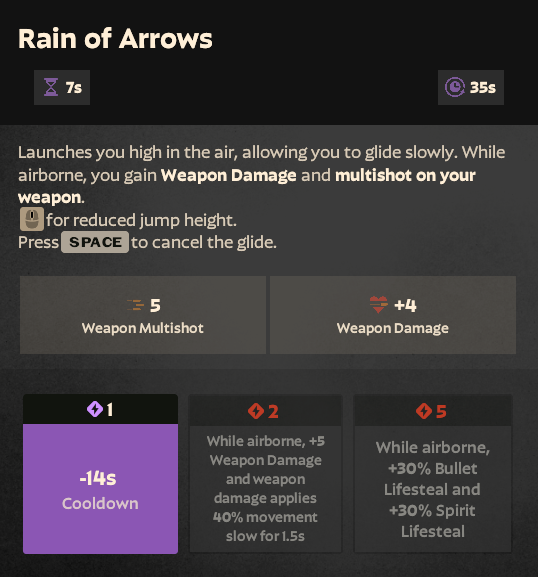 Rain of Arrows
7s
35s
Launches you high in the air, allowing you to glide slowly. While
airborne, you gain Weapon Damage and multishot on your
weapon.
for reduced jump height.
Press SPACE to cancel the glide.
5
Weapon Multishot
+4
Weapon Damage
1
-14s
Cooldown
2
While airborne, +5
Weapon Damage
and weapon
damage applies
40% movement
slow for 1.5s
5
While airborne,
+30% Bullet
Lifesteal and
+30% Spirit
Lifesteal